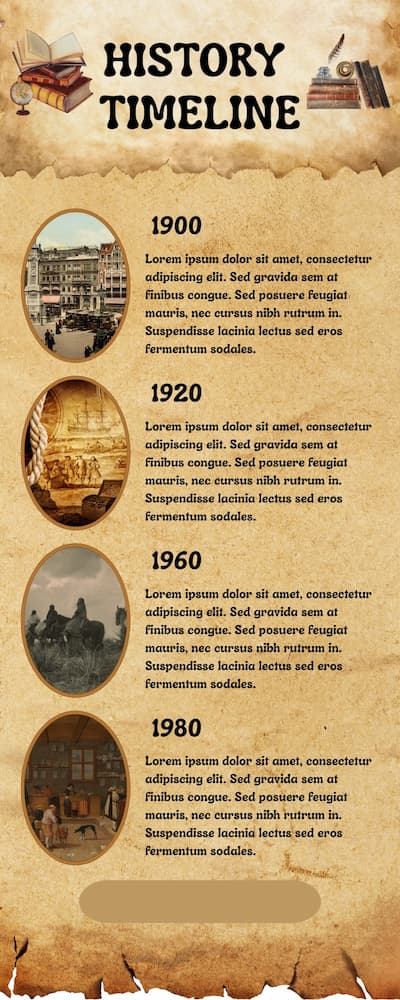 HISTORY
TIMELINE
1900
Lorem ipsum dolor sit amet, consectetur
adipiscing elit. Sed gravida sem at
finibus congue. Sed posuere feugiat
mauris, nec cursus nibh rutrum in.
Suspendisse lacinia lectus sed eros
fermentum sodales.
1920
Lorem ipsum dolor sit amet, consectetur
adipiscing elit. Sed gravida sem at
finibus congue. Sed posuere feugiat
mauris, nec cursus nibh rutrum in.
Suspendisse lacinia lectus sed eros
fermentum sodales.
1960
Lorem ipsum dolor sit amet, consectetur
adipiscing elit. Sed gravida sem at
finibus congue. Sed posuere feugiat
mauris, nec cursus nibh rutrum in.
Suspendisse lacinia lectus sed eros
fermentum sodales.
1980
Lorem ipsum dolor sit amet, consectetur
adipiscing elit. Sed gravida sem at
finibus congue. Sed posuere feugiat
mauris, nec cursus nibh rutrum in.
Suspendisse lacinia lectus sed eros
fermentum sodales.